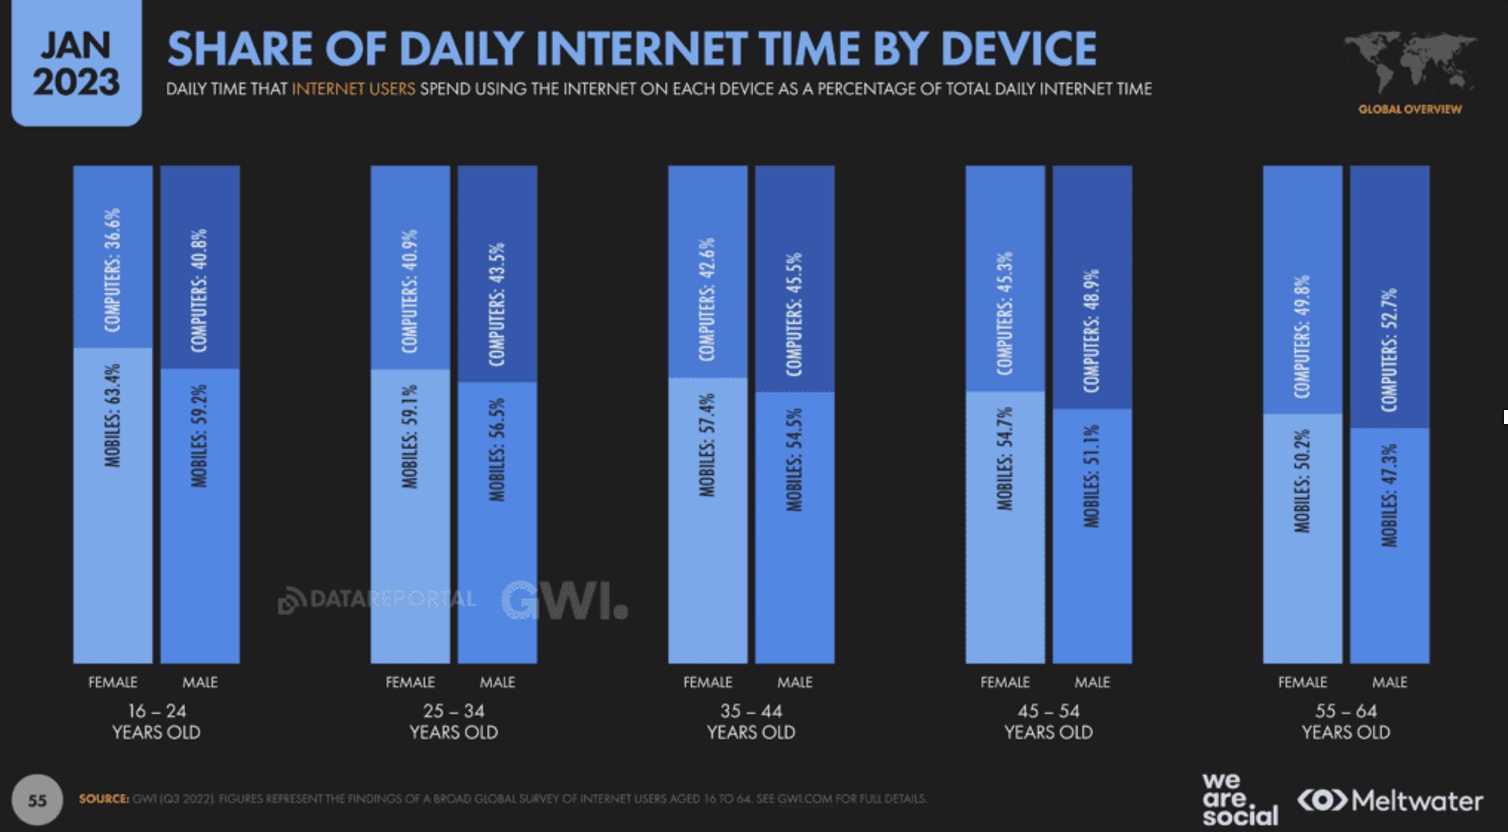 JAN
2023
SHARE OF DAILY INTERNET TIME BY DEVICE
DAILY TIME THAT INTERNET USERS SPEND USING THE INTERNET ON EACH DEVICE AS A PERCENTAGE OF TOTAL DAILY INTERNET TIME
GLOBAL OVERVIEW
COMPUTERS: 36.6%
MOBILES: 63.4%
COMPUTERS: 40.8%
MOBILES: 59.2%
COMPUTERS: 40.9%
MOBILES: 59.1%
COMPUTERS: 43.5%
MOBILES: 56.5%
COMPUTERS: 42.6%
MOBILES: 57.4%
COMPUTERS: 45.5%
MOBILES: 54.5%
COMPUTERS: 45.3%
MOBILES: 54.7%
COMPUTERS: 48.9%
MOBILES: 51.1%
COMPUTERS: 49.8%
MOBILES: 50.2%
COMPUTERS: 52.7%
MOBILES: 47.3%
DATAREPORTAL
GWI.
FEMALE MALE
16 – 24
YEARS OLD
FEMALE MALE
25 – 34
YEARS OLD
FEMALE MALE
35 – 44
YEARS OLD
FEMALE MALE
45 – 54
YEARS OLD
FEMALE MALE
55 – 64
YEARS OLD
55
SOURCE: GWI (Q3 2022). FIGURES REPRESENT THE FINDINGS OF A BROAD GLOBAL SURVEY OF INTERNET USERS AGED 16 TO 64. SEE GWI.COM FOR FULL DETAILS.
we
are.
social
Meltwater